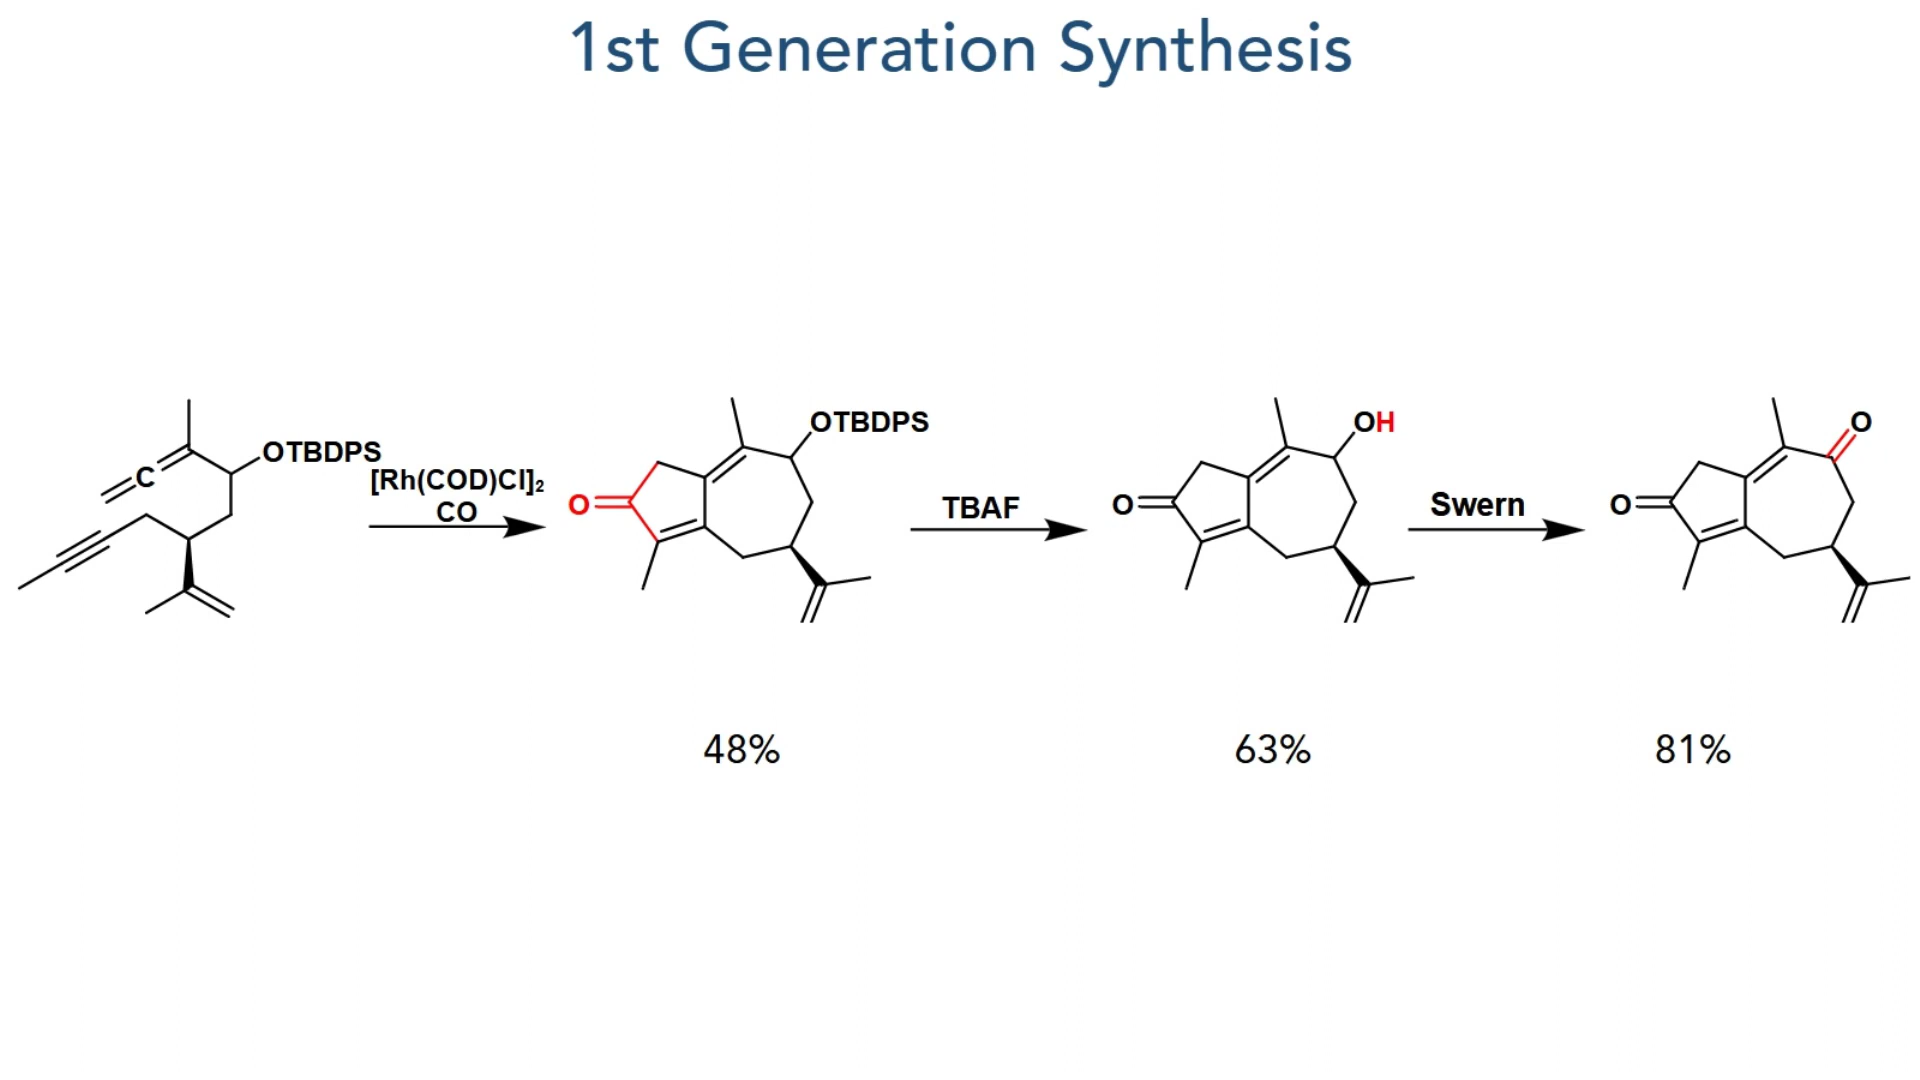 1st Generation Synthesis
C
OTBDPS
[Rh(COD)Cl]2
CO
O
OTBDPS
TBAF
O
OH
Swern
O
O
48%
63%
81%